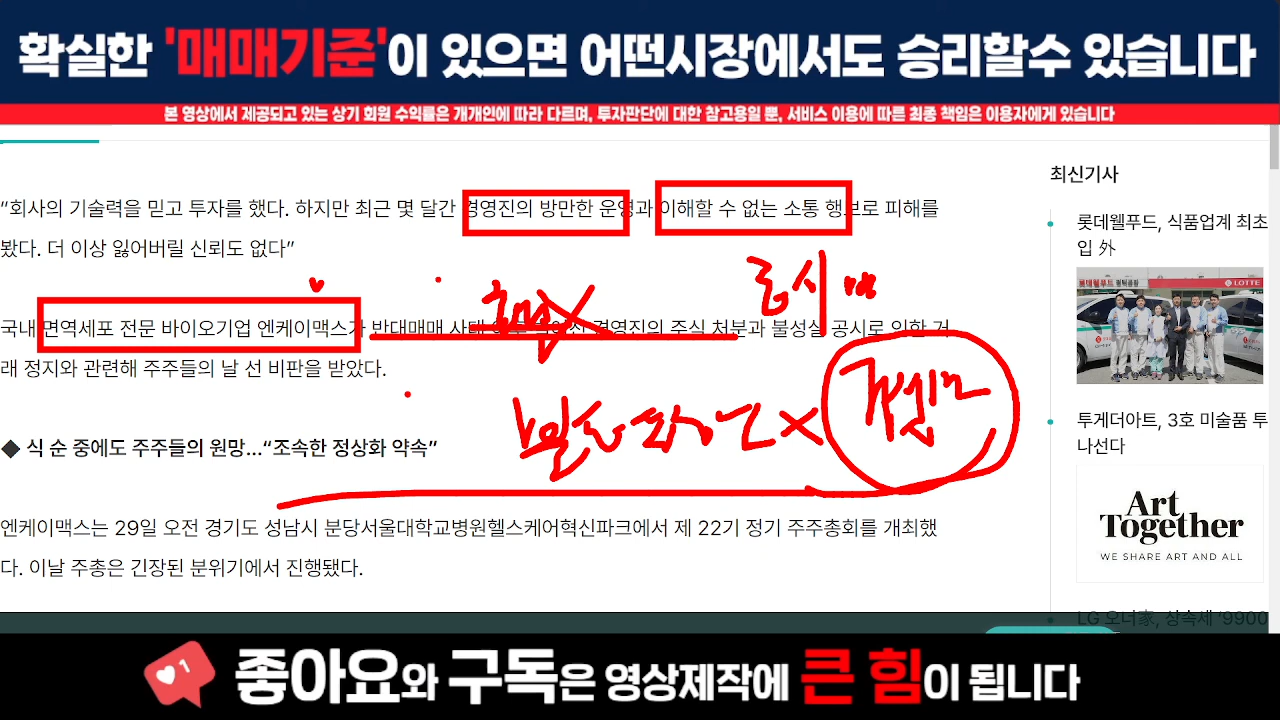 확실한 '매매기준'이 있으면 어떤시장에서도 승리할수 있습니다
본 영상에서 제공되고 있는 상기 회원 수익률은 개개인에 따라 다르며, 투자판단에 대한 참고용일 뿐, 서비스 이용에 따른 최종 책임은 이용자에게 있습니다
“회사의 기술력을 믿고 투자를 했다. 하지만 최근 몇 달간 경영진의 방만한 운영과 이해할 수 없는 소통 행보로 피해를
봤다. 더 이상 잃어버릴 신뢰도 없다”
공시
국내 면역세포 전문 바이오기업 엔케이맥스가 반대매매 사태 경영진의 주식 처분과 불성실 공시로 인한 거
래 정지와 관련해 주주들의 날 선 비판을 받았다.
◆ 식 순 중에도 주주들의 원망...“조속한 정상화 약속”
엔케이맥스는 29일 오전 경기도 성남시 분당서울대학교병원헬스케어혁신파크에서 제 22기 정기 주주총회를 개최했
다. 이날 주총은 긴장된 분위기에서 진행됐다.
최신기사
롯데웰푸드, 식품업계 최초
입 外
LOTTE
투게더아트, 3호 미술품 투
나선다
Art
Together
WE SHARE ART AND ALL
LG 오너家, 상속세 ‘9900
1
좋아요와 구독은 영상제작에 큰 힘이 됩니다